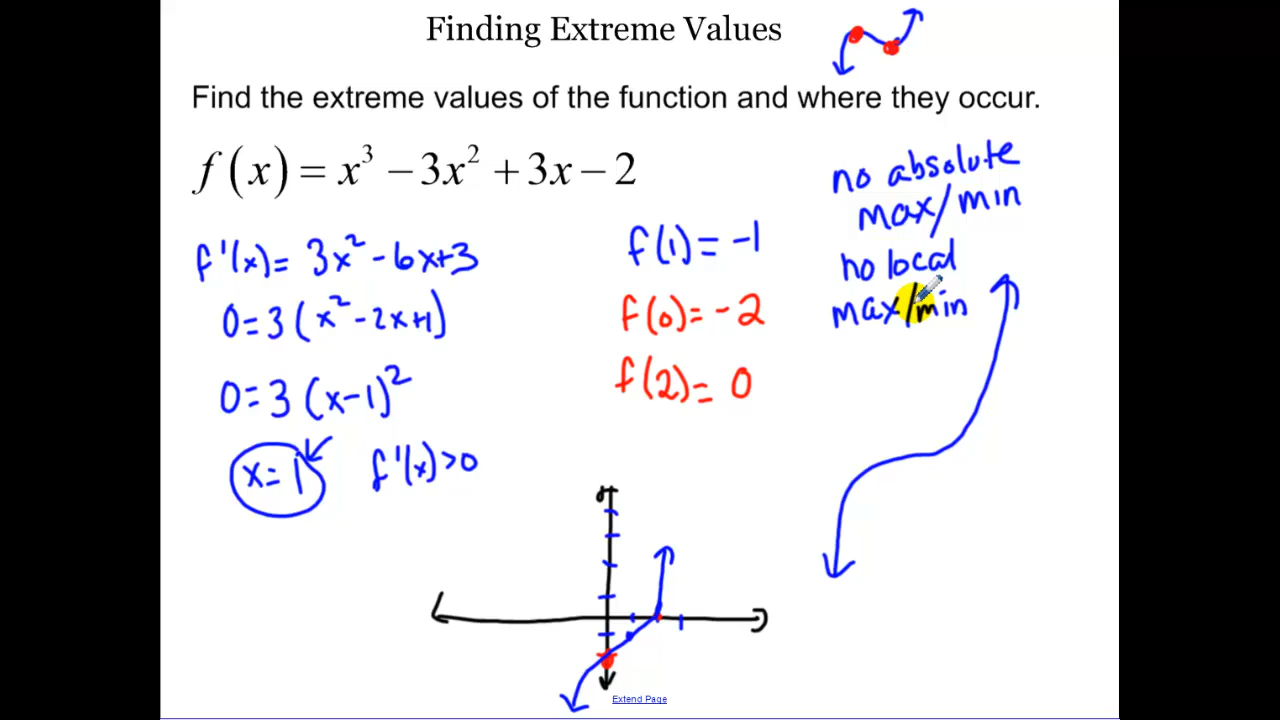 Finding Extreme Values
Find the extreme values of the function and where they occur.
f(x) = x³ − 3x² + 3x − 2
f'(x) = 3x² - 6x+3
0=3(x² - 2x+1)
0=3(x-1)²
x=1 f'(x)>0
f(1) = -1
f(0) = -2
f(2) = 0
no absolute
max/min
no local
max/min
Extend Page